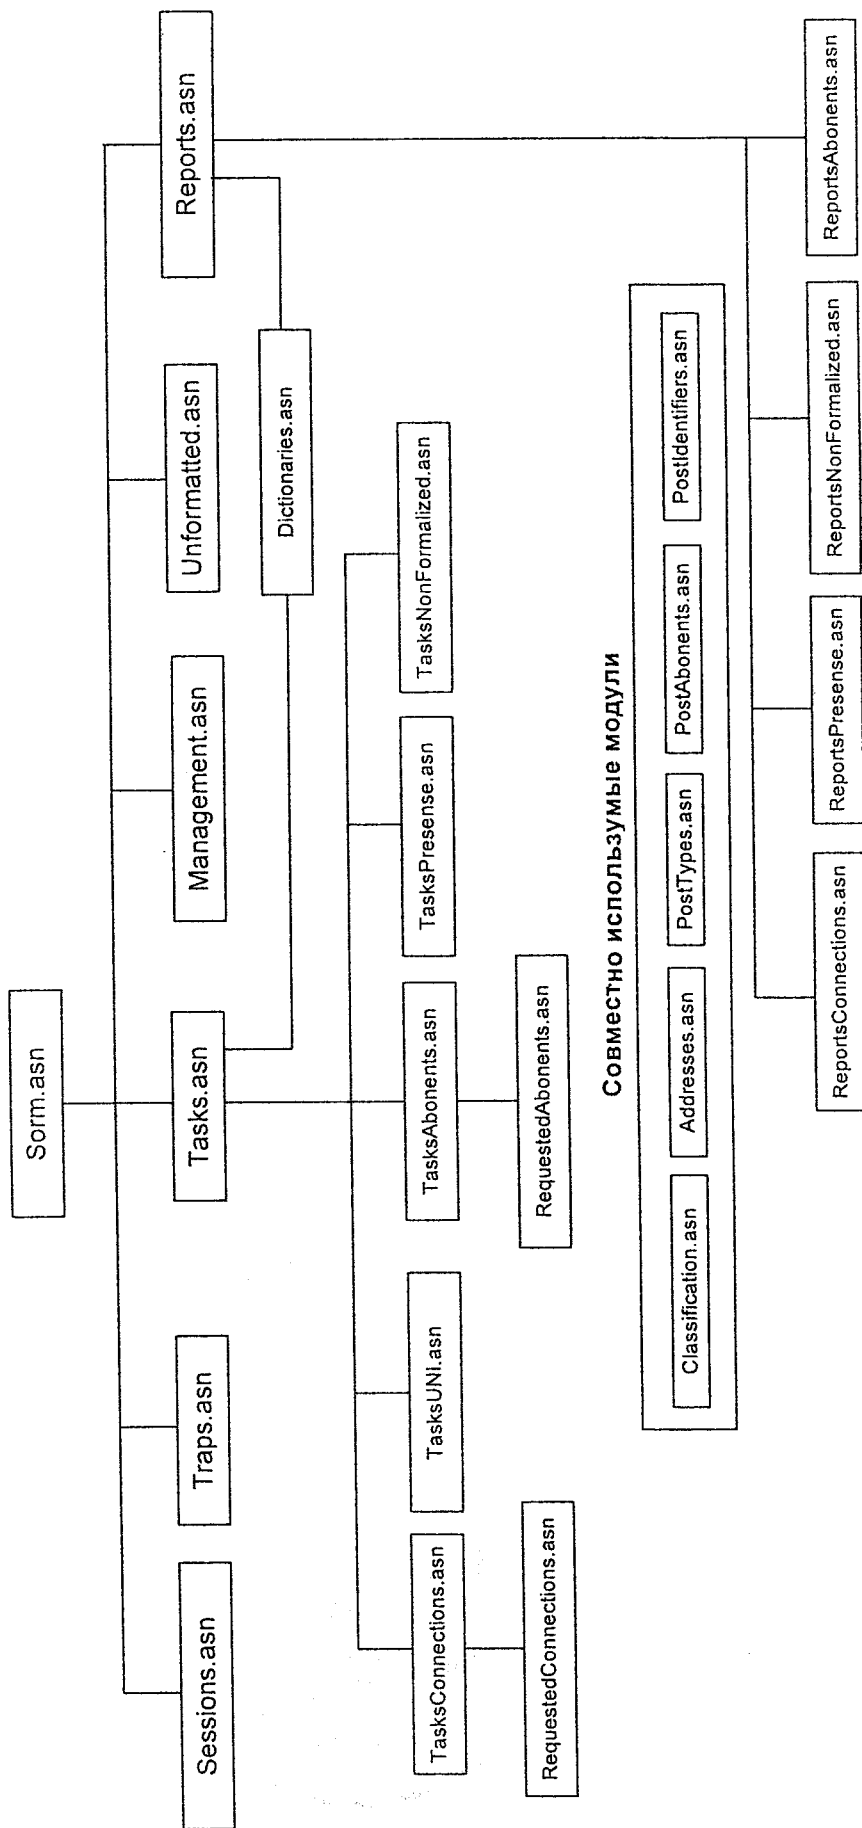 Sorm.asn
Sessions.asn
Traps.asn
Tasks.asn
Management.asn
Unformatted.asn
Reports.asn
Dictionaries.asn
TasksConnections.asn
TasksUNI.asn
TasksAbonents.asn
TasksPresense.asn
TasksNonFormalized.asn
RequestedConnections.asn
RequestedAbonents.asn
Совместно использумые модули
Classification.asn
Addresses.asn
PostTypes.asn
PostAbonents.asn
PostIdentifiers.asn
ReportsConnections.asn
ReportsPresense.asn
ReportsNonFormalized.asn
ReportsAbonents.asn